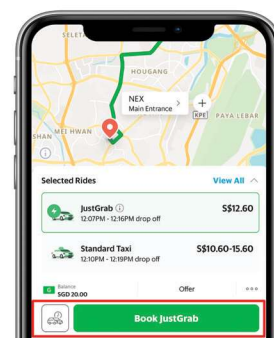 SELETA
HOUGANG
NEX
Main Entrance
KPE
PAYA LEBAR
SHAN
MEI HWAN
Selected Rides
View All
JustGrab
S$12.60
12:07PM - 12:16PM drop off
Standard Taxi
S$10.60-15.60
12:10PM - 12:19PM drop off
G
Balance
SGD 20.00
Offer
Book JustGrab